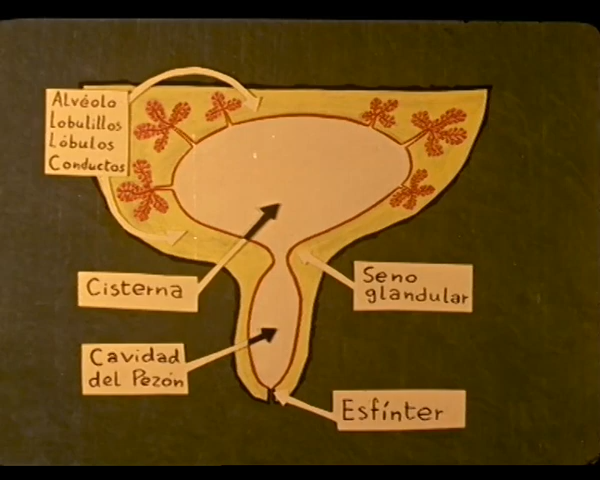 Alvéolo
Lobulillos
Lóbulos
Conductos
Cisterna
Seno
glandular
Cavidad
del Pezón
Esfínter